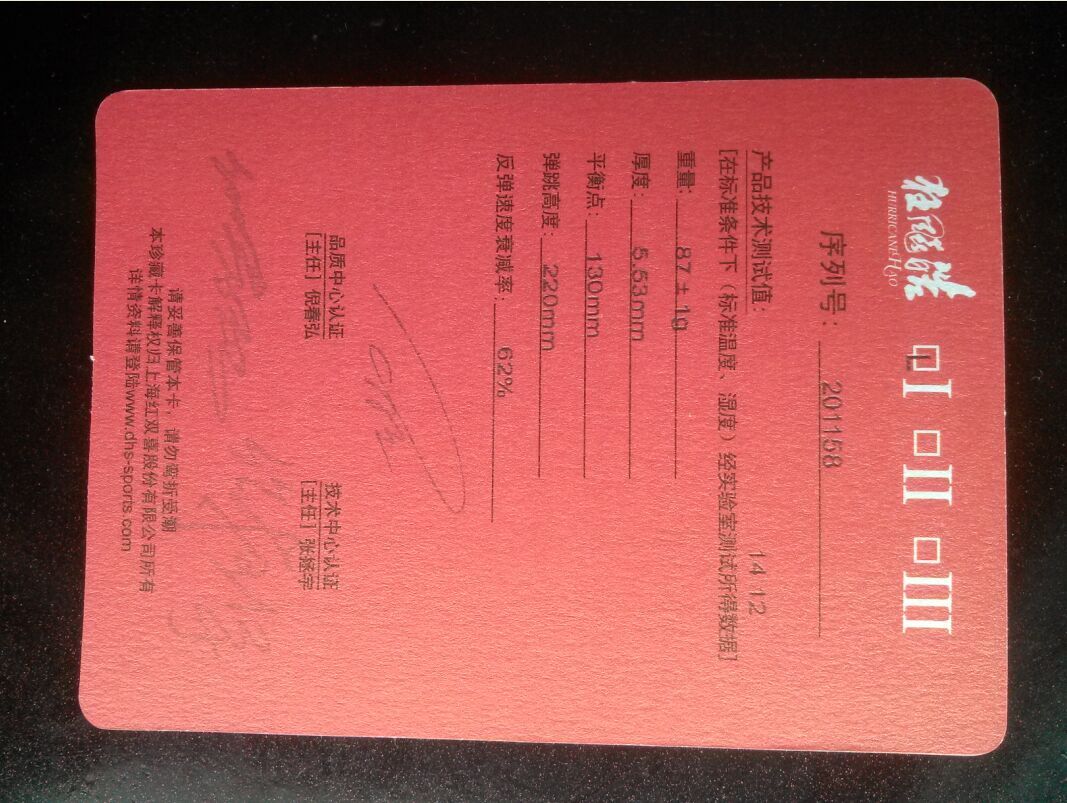 狂飚浩
HURRICANE HAO
□I □II □III
L
序列号：201158
14 12
产品技术测试值：
[在标准条件下（标准温度、湿度）经实验室测试所得数据]
重量：87±1g
厚度：5.53mm
平衡点：130mm
弹跳高度：220mm
反弹速度衰减率：62%
品质中心认证 技术中心认证
[主任] 倪春弘 [主任] 张拯宇
请妥善保管本卡，请勿弯折受潮
本珍藏卡解释权归上海红双喜股份有限公司所有
详情资料请登陆www.dhs-sports.com